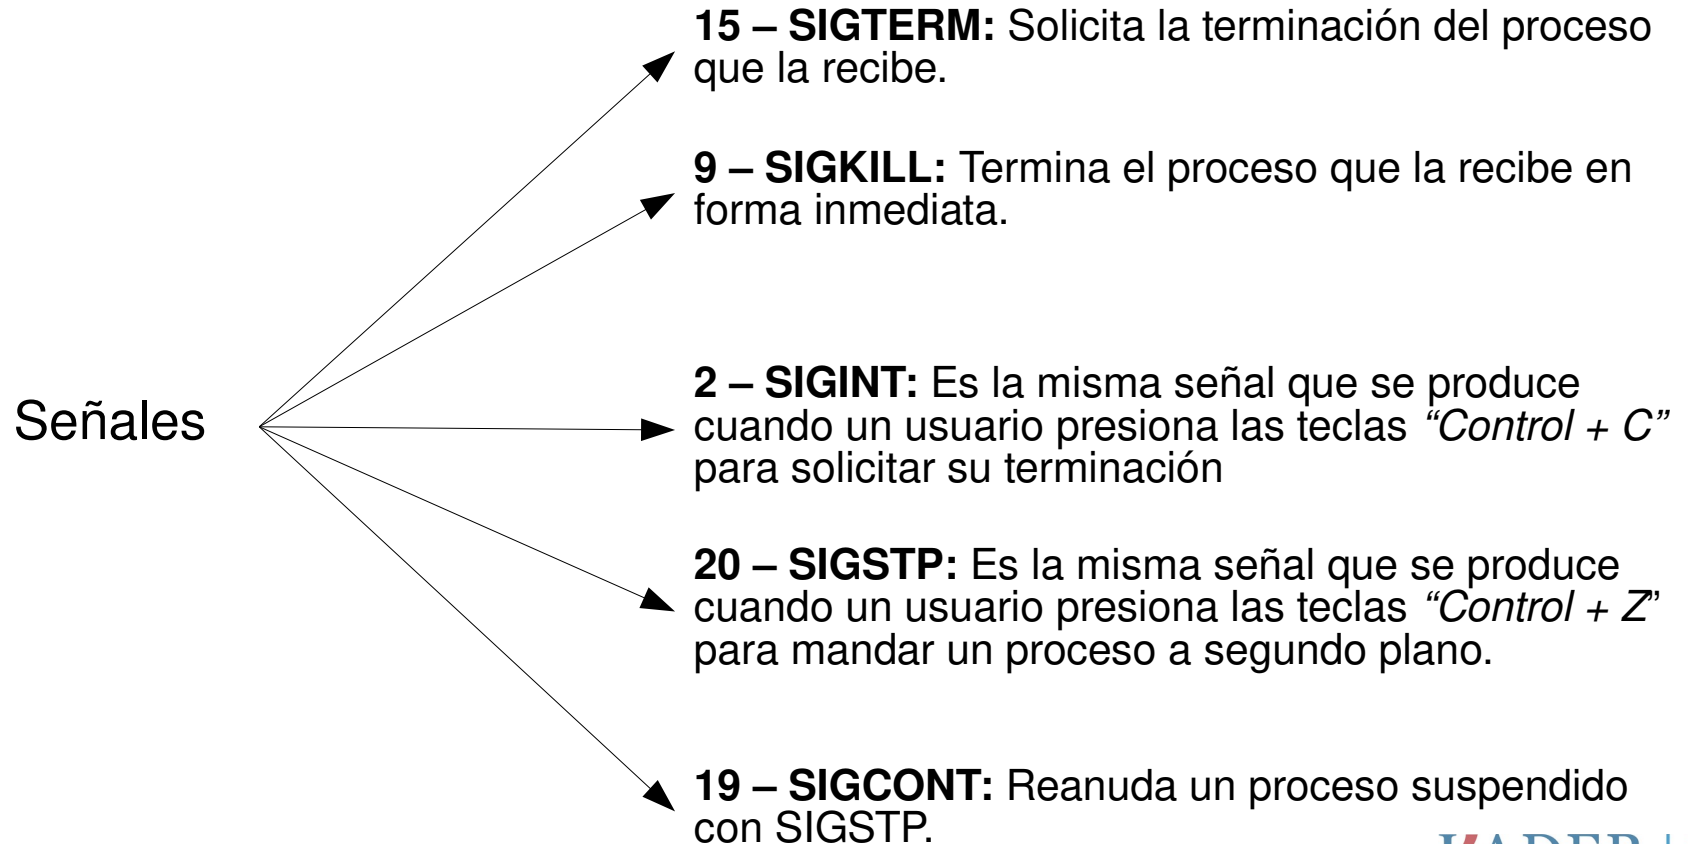 15 – SIGTERM: Solicita la terminación del proceso
que la recibe.
9 – SIGKILL: Termina el proceso que la recibe en
forma inmediata.
Señales
2 – SIGINT: Es la misma señal que se produce
cuando un usuario presiona las teclas “Control + C”
para solicitar su terminación
20 – SIGSTP: Es la misma señal que se produce
cuando un usuario presiona las teclas “Control + Z”
para mandar un proceso a segundo plano.
19 – SIGCONT: Reanuda un proceso suspendido
con SIGSTP.